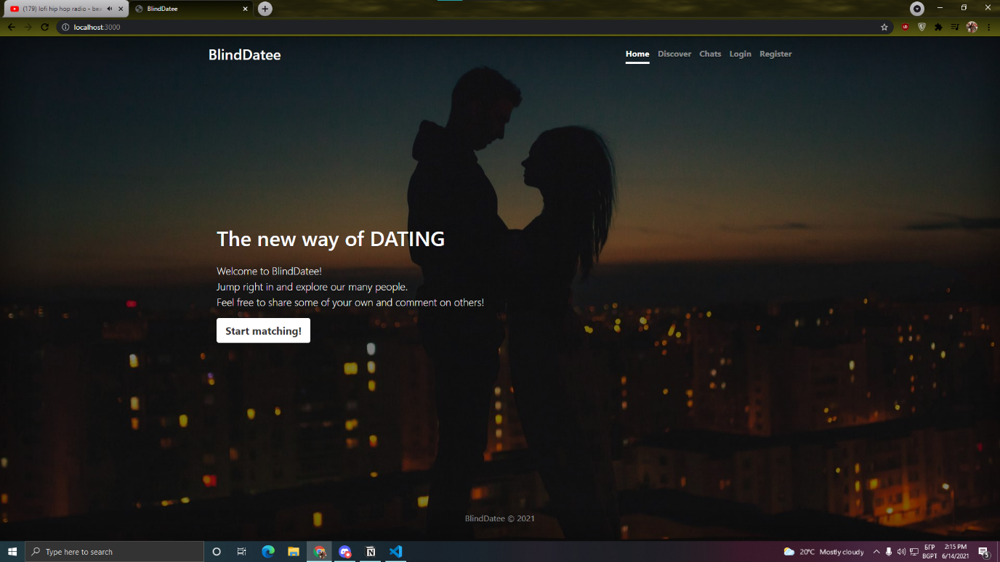 (179) lofi hip hop radio - bea
BlindDatee
localhost:3000
BlindDatee
Home Discover Chats Login Register
The new way of DATING
Welcome to BlindDatee!
Jump right in and explore our many people.
Feel free to share some of your own and comment on others!
Start matching!
BlindDatee © 2021
Type here to search
20°C Mostly cloudy
БГР
BGPT
2:15 PM
6/14/2021
5